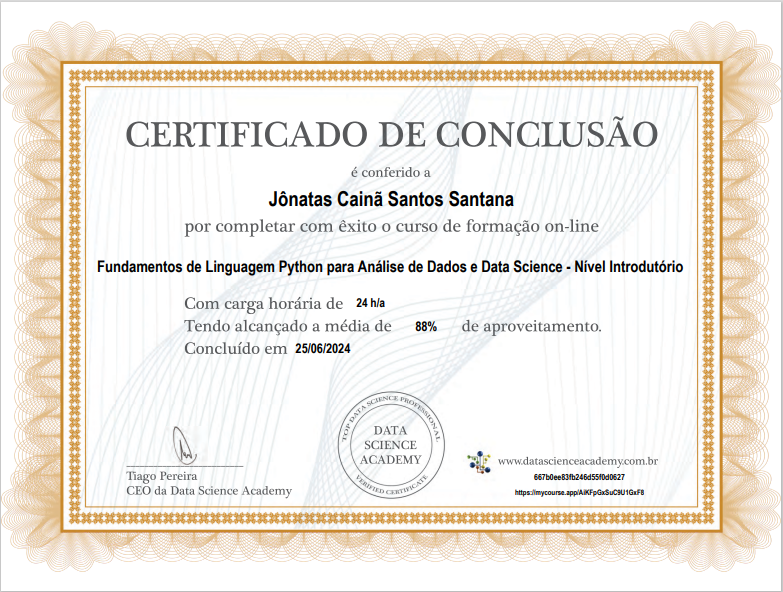 CERTIFICADO DE CONCLUSÃO
é conferido a
Jônatas Cainã Santos Santana
por completar com êxito o curso de formação on-line
Fundamentos de Linguagem Python para Análise de Dados e Data Science - Nível Introdutório
Com carga horária de 24 h/a
Tendo alcançado a média de 88% de aproveitamento.
Concluído em 25/06/2024
TOP DATA SCIENCE PROFESSIONAL
DATA
SCIENCE
ACADEMY
VERIFIED CERTIFICATE
Tiago Pereira
CEO da Data Science Academy
www.datascienceacademy.com.br
667b0ee83fb246d55f0d0627
https://mycourse.app/AiKFpGxSuC9U1GxF8